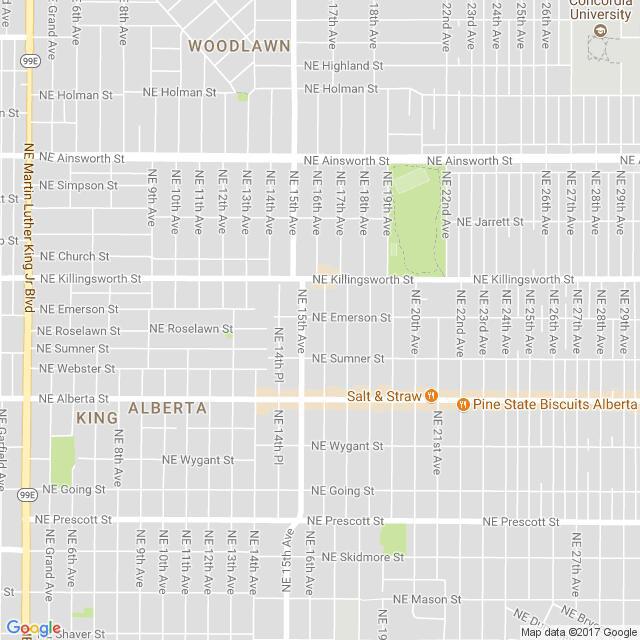 NE Grand Ave
NE 6th Ave
NE 8th Ave
WOODLAWN
17th Ave
18th Ave
22nd Ave
23rd Ave
24th Ave
25th Ave
26th Ave
Concordia
University
99E
NE Highland St
NE Holman St
NE Holman St
NE Holman St
n St
NE Ainsworth St
NE Ainsworth St
NE Ainsworth St
NE A
NE Martin Luther King Jr Blvd
NE Simpson St
NE 9th Ave
NE 10th Ave
NE 11th Ave
NE 12th Ave
NE 13th Ave
NE 14th Ave
NE 15th Ave
NE 16th Ave
NE 17th Ave
NE 18th Ave
NE 19th Ave
NE 22nd Ave
NE 26th Ave
NE 27th Ave
NE 28th Ave
NE 29th Ave
NE Jarrett St
NE Church St
NE Killingsworth St
NE Killingsworth St
NE Killingsworth St
NE Emerson St
NE Emerson St
NE Roselawn St
NE Roselawn St
NE 15th Ave
NE 20th Ave
NE 22nd Ave
NE 23rd Ave
NE 24th Ave
NE 25th Ave
NE 26th Ave
NE 27th Ave
NE 28th Ave
NE 29th Ave
NE Sumner St
NE Sumner St
NE 14th Pl
NE Webster St
NE Alberta St
Salt & Straw
Pine State Biscuits Alberta
KING
ALBERTA
NE Garfield Ave
NE 8th Ave
NE 14th Pl
NE 21st Ave
NE Wygant St
NE Wygant St
NE Going St
NE Going St
99E
NE Prescott St
NE Prescott St
NE Prescott St
NE Grand Ave
NE 6th Ave
NE 9th Ave
NE 10th Ave
NE 11th Ave
NE 12th Ave
NE 13th Ave
NE 14th Ave
NE 15th Ave
NE 16th Ave
NE Skidmore St
NE 27th Ave
NE Mason St
NE 19
e St
NE Shaver St
Google
Map data ©2017 Google